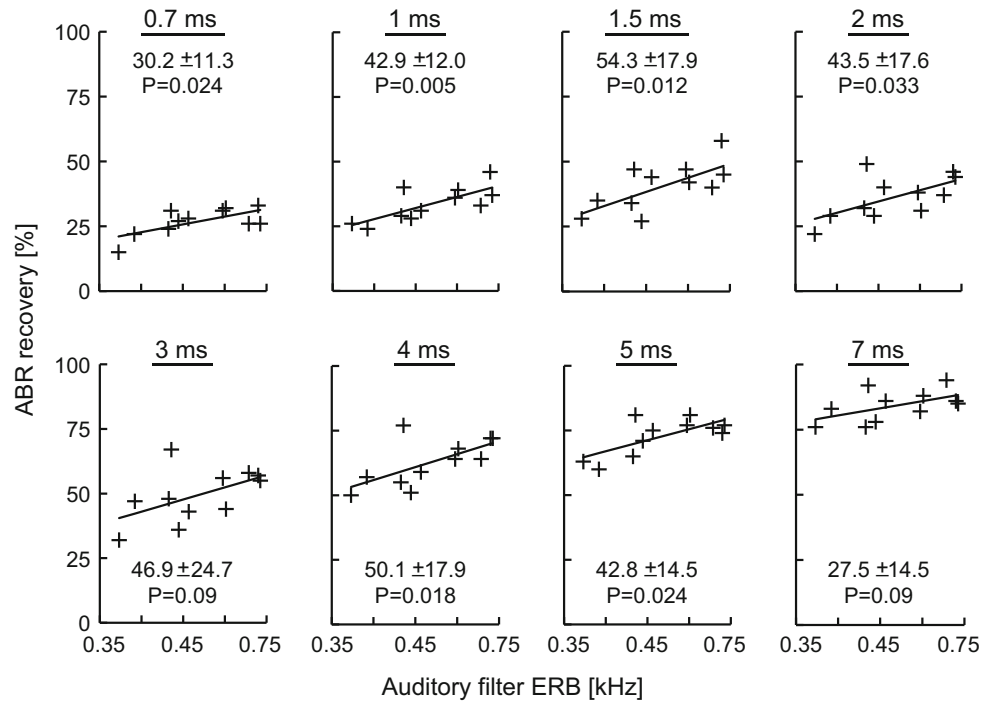 0.7 ms
1 ms
1.5 ms
2 ms
30.2 ±11.3
P=0.024
42.9 ±12.0
P=0.005
54.3 ±17.9
P=0.012
43.5 ±17.6
P=0.033
100
75
50
25
0
ABR recovery [%]
3 ms
4 ms
5 ms
7 ms
100
75
50
25
0
46.9 ±24.7
P=0.09
50.1 ±17.9
P=0.018
42.8 ±14.5
P=0.024
27.5 ±14.5
P=0.09
0.35 0.45 0.75
0.35 0.45 0.75
0.35 0.45 0.75
0.35 0.45 0.75
Auditory filter ERB [kHz]